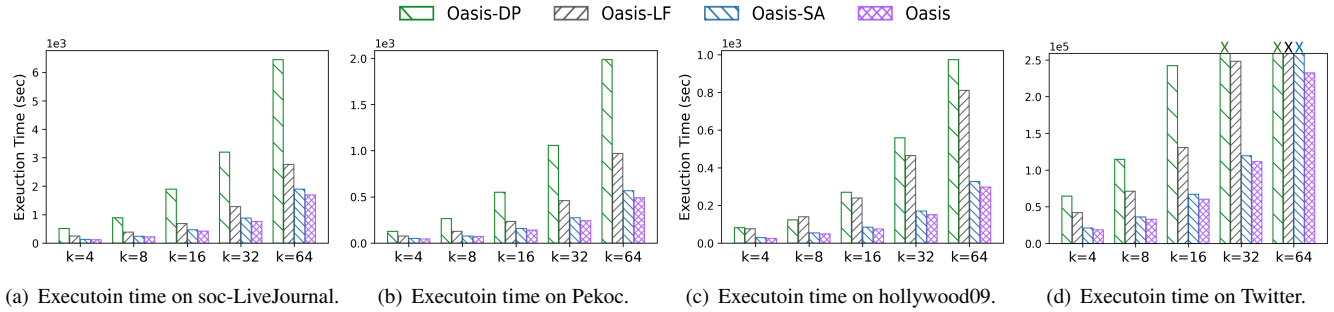 Oasis-DP Oasis-LF Oasis-SA Oasis
1e3
Exeuction Time (sec)
6
5
4
3
2
1
0
k=4 k=8 k=16 k=32 k=64
(a) Executoin time on soc-LiveJournal.
1e3
2.0
1.5
1.0
0.5
0.0
k=4 k=8 k=16 k=32 k=64
(b) Executoin time on Pekoc.
1e3
Exeuction Time (sec)
1.0
0.8
0.6
0.4
0.2
0.0
k=4 k=8 k=16 k=32 k=64
(c) Executoin time on hollywood09.
1e5
X X X X
2.5
2.0
1.5
1.0
0.5
0.0
k=4 k=8 k=16 k=32 k=64
(d) Executoin time on Twitter.